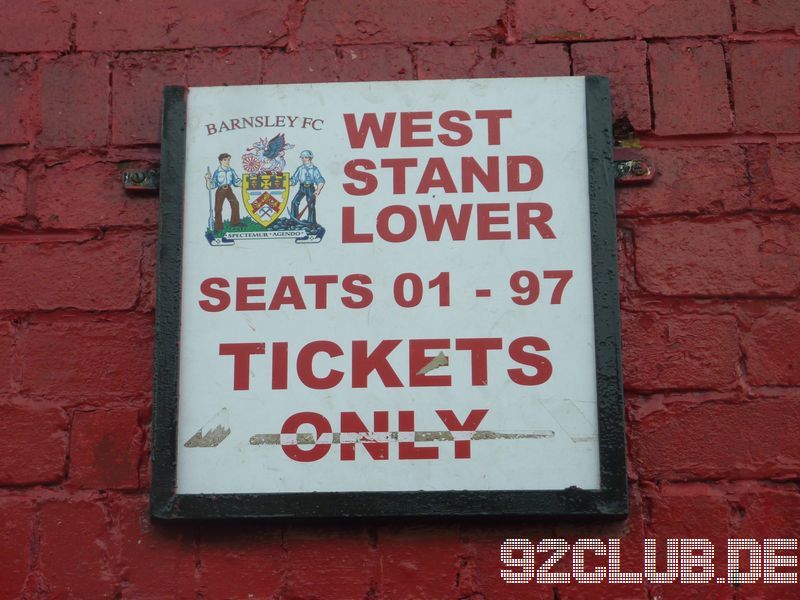 BARNSLEY FC
WEST
STAND
LOWER
SPECTEMUR · AGENDO
SEATS 01 - 97
TICKETS
ONLY
92CLUB.DE